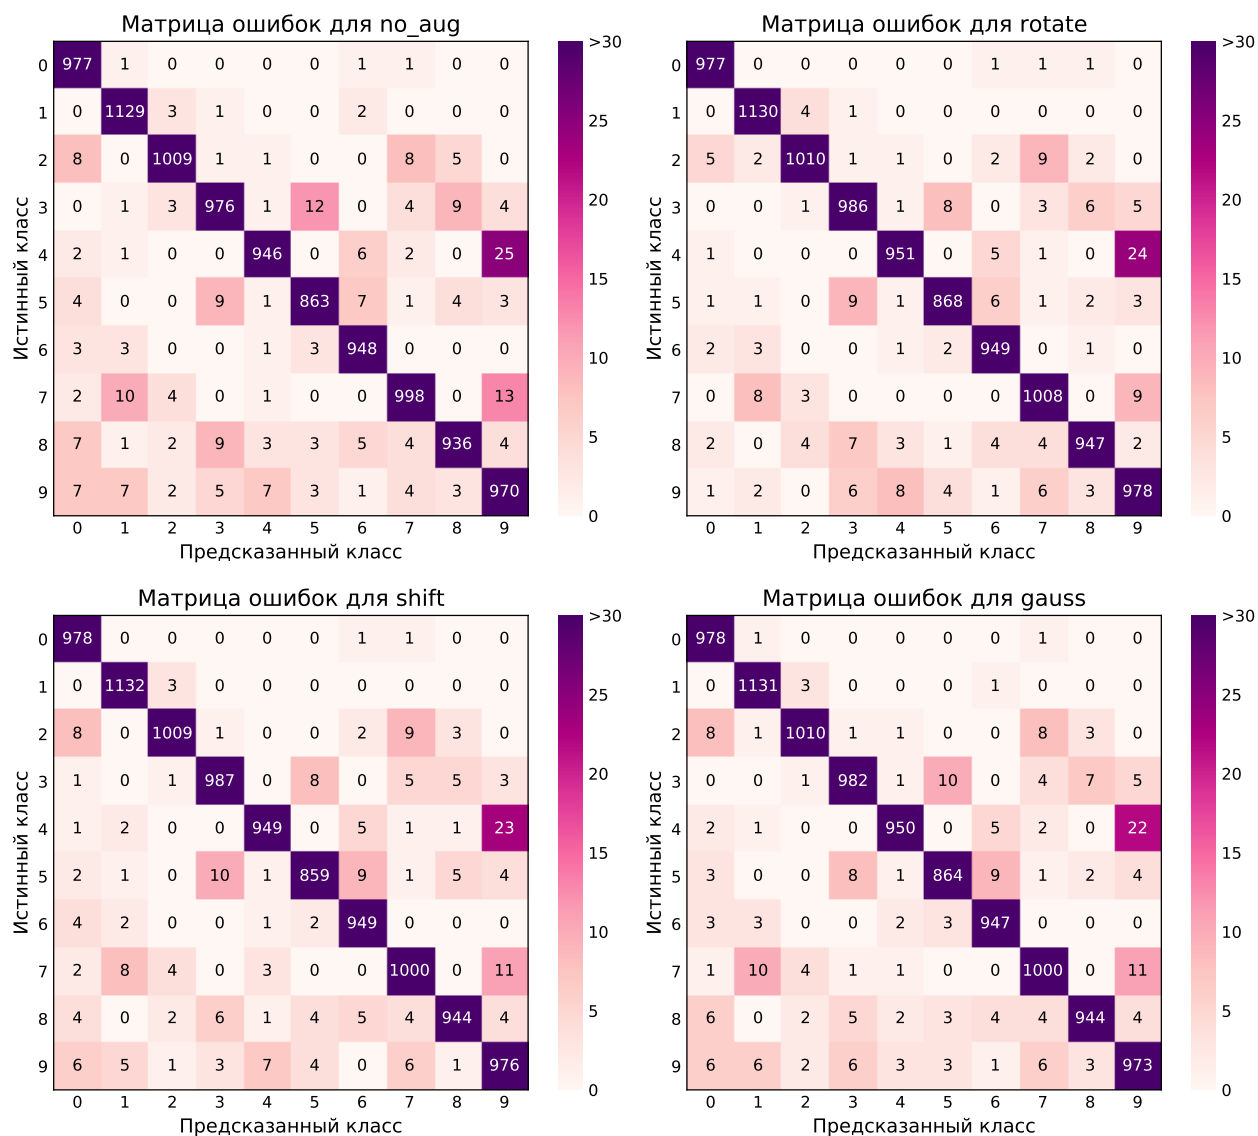 Матрица ошибок для no_aug
0 977 1 0 0 0 0 1 1 0 0 >30
1 0 1129 3 1 0 0 2 0 0 0 25
2 8 0 1009 1 1 0 0 8 5 0
3 0 1 3 976 1 12 0 4 9 4 20
4 2 1 0 0 946 0 6 2 0 25 15
5 4 0 0 9 1 863 7 1 4 3
6 3 3 0 0 1 3 948 0 0 0 10
7 2 10 4 0 1 0 0 998 0 13
8 7 1 2 9 3 3 5 4 936 4 5
9 7 7 2 5 7 3 1 4 3 970 0
0 1 2 3 4 5 6 7 8 9
Предсказанный класс
Истинный класс
Матрица ошибок для rotate
0 977 0 0 0 0 0 1 1 1 0 >30
1 0 1130 4 1 0 0 0 0 0 0 25
2 5 2 1010 1 1 0 2 9 2 0
3 0 0 1 986 1 8 0 3 6 5 20
4 1 0 0 0 951 0 5 1 0 24 15
5 1 1 0 9 1 868 6 1 2 3
6 2 3 0 0 1 2 949 0 1 0 10
7 0 8 3 0 0 0 0 1008 0 9
8 2 0 4 7 3 1 4 4 947 2 5
9 1 2 0 6 8 4 1 6 3 978 0
0 1 2 3 4 5 6 7 8 9
Предсказанный класс
Истинный класс
Матрица ошибок для shift
0 978 0 0 0 0 0 1 1 0 0 >30
1 0 1132 3 0 0 0 0 0 0 0 25
2 8 0 1009 1 0 0 2 9 3 0
3 1 0 1 987 0 8 0 5 5 3 20
4 1 2 0 0 949 0 5 1 1 23 15
5 2 1 0 10 1 859 9 1 5 4
6 4 2 0 0 1 2 949 0 0 0 10
7 2 8 4 0 3 0 0 1000 0 11
8 4 0 2 6 1 4 5 4 944 4 5
9 6 5 1 3 7 4 0 6 1 976 0
0 1 2 3 4 5 6 7 8 9
Предсказанный класс
Истинный класс
Матрица ошибок для gauss
0 978 1 0 0 0 0 0 1 0 0 >30
1 0 1131 3 0 0 0 1 0 0 0 25
2 8 1 1010 1 1 0 0 8 3 0
3 0 0 1 982 1 10 0 4 7 5 20
4 2 1 0 0 950 0 5 2 0 22 15
5 3 0 0 8 1 864 9 1 2 4
6 3 3 0 0 2 3 947 0 0 0 10
7 1 10 4 1 1 0 0 1000 0 11
8 6 0 2 5 2 3 4 4 944 4 5
9 6 6 2 6 3 3 1 6 3 973 0
0 1 2 3 4 5 6 7 8 9
Предсказанный класс
Истинный класс